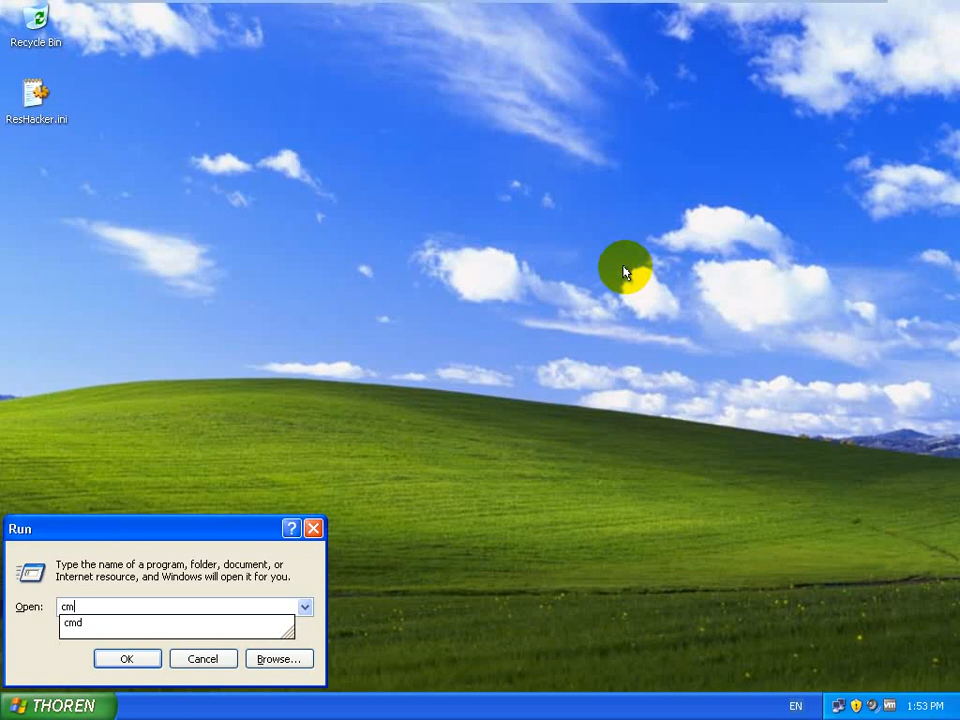 Recycle Bin
ResHacker.ini
Run
Type the name of a program, folder, document, or
Internet resource, and Windows will open it for you.
Open: cm
cmd
OK Cancel Browse...
THOREN EN 1:53 PM